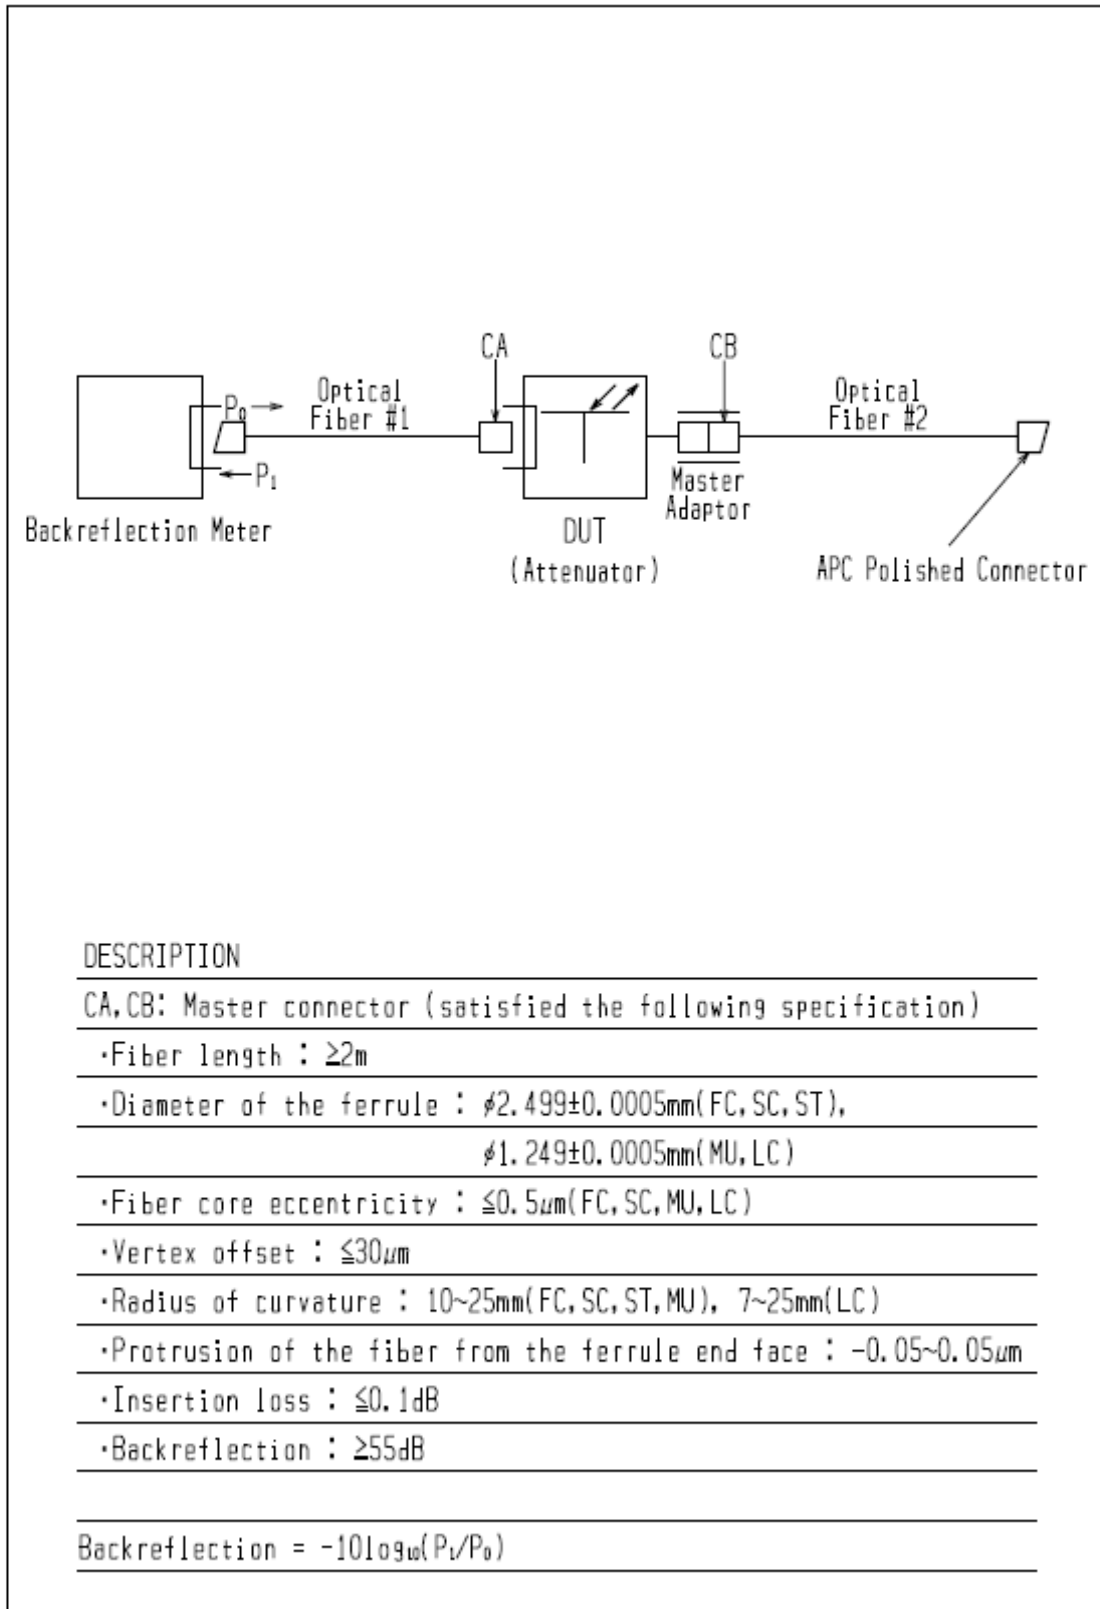 CA
CB
Optical
Fiber #1
Optical
Fiber #2
P₀
P₁
Master
Adaptor
Backreflection Meter
DUT
(Attenuator)
APC Polished Connector
DESCRIPTION
CA,CB: Master connector (satisfied the following specification)
・Fiber length : ≧2m
・Diameter of the ferrule : φ2.499±0.0005mm(FC,SC,ST),
φ1.249±0.0005mm(MU,LC)
・Fiber core eccentricity : ≦0.5μm(FC,SC,MU,LC)
・Vertex offset : ≦30μm
・Radius of curvature : 10~25mm(FC,SC,ST,MU), 7~25mm(LC)
・Protrusion of the fiber from the ferrule end face : -0.05~0.05μm
・Insertion loss : ≦0.1dB
・Backreflection : ≧55dB
Backreflection = -10log₁₀(P₁/P₀)